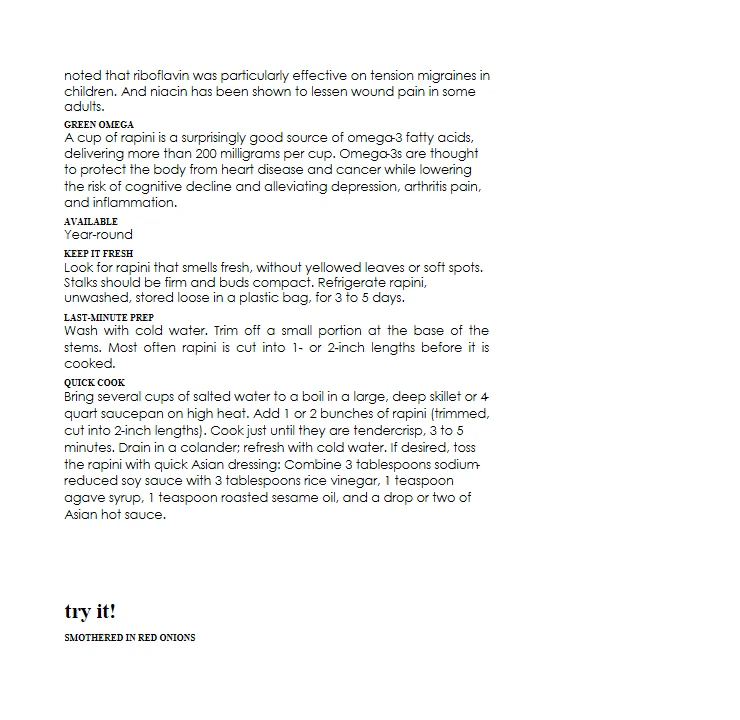 noted that riboflavin was particularly effective on tension migraines in
children. And niacin has been shown to lessen wound pain in some
adults.
GREEN OMEGA
A cup of rapini is a surprisingly good source of omega-3 fatty acids,
delivering more than 200 milligrams per cup. Omega-3s are thought
to protect the body from heart disease and cancer while lowering
the risk of cognitive decline and alleviating depression, arthritis pain,
and inflammation.
AVAILABLE
Year-round
KEEP IT FRESH
Look for rapini that smells fresh, without yellowed leaves or soft spots.
Stalks should be firm and buds compact. Refrigerate rapini,
unwashed, stored loose in a plastic bag, for 3 to 5 days.
LAST-MINUTE PREP
Wash with cold water. Trim off a small portion at the base of the
stems. Most often rapini is cut into 1- or 2-inch lengths before it is
cooked.
QUICK COOK
Bring several cups of salted water to a boil in a large, deep skillet or 4-
quart saucepan on high heat. Add 1 or 2 bunches of rapini (trimmed,
cut into 2-inch lengths). Cook just until they are tendercrisp, 3 to 5
minutes. Drain in a colander; refresh with cold water. If desired, toss
the rapini with quick Asian dressing: Combine 3 tablespoons sodium-
reduced soy sauce with 3 tablespoons rice vinegar, 1 teaspoon
agave syrup, 1 teaspoon roasted sesame oil, and a drop or two of
Asian hot sauce.
try it!
SMOTHERED IN RED ONIONS